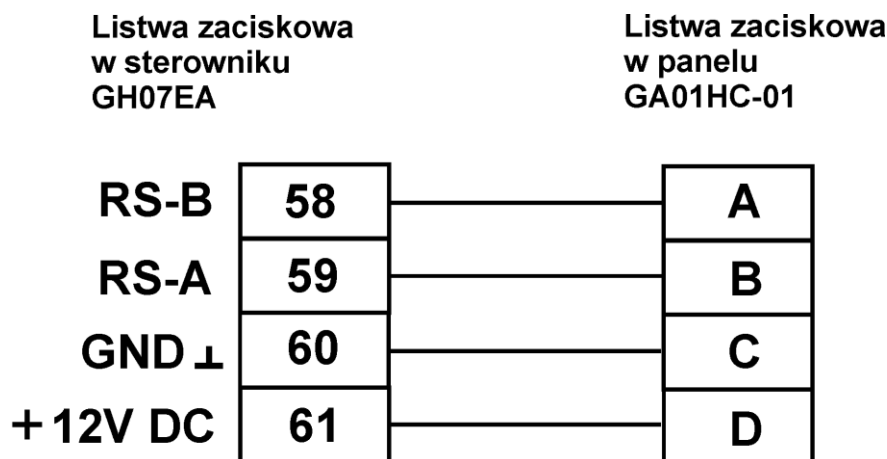 Listwa zaciskowa
w sterowniku
GH07EA
Listwa zaciskowa
w panelu
GA01HC-01
RS-B 58 A
RS-A 59 B
GND ⊥ 60 C
+12V DC 61 D